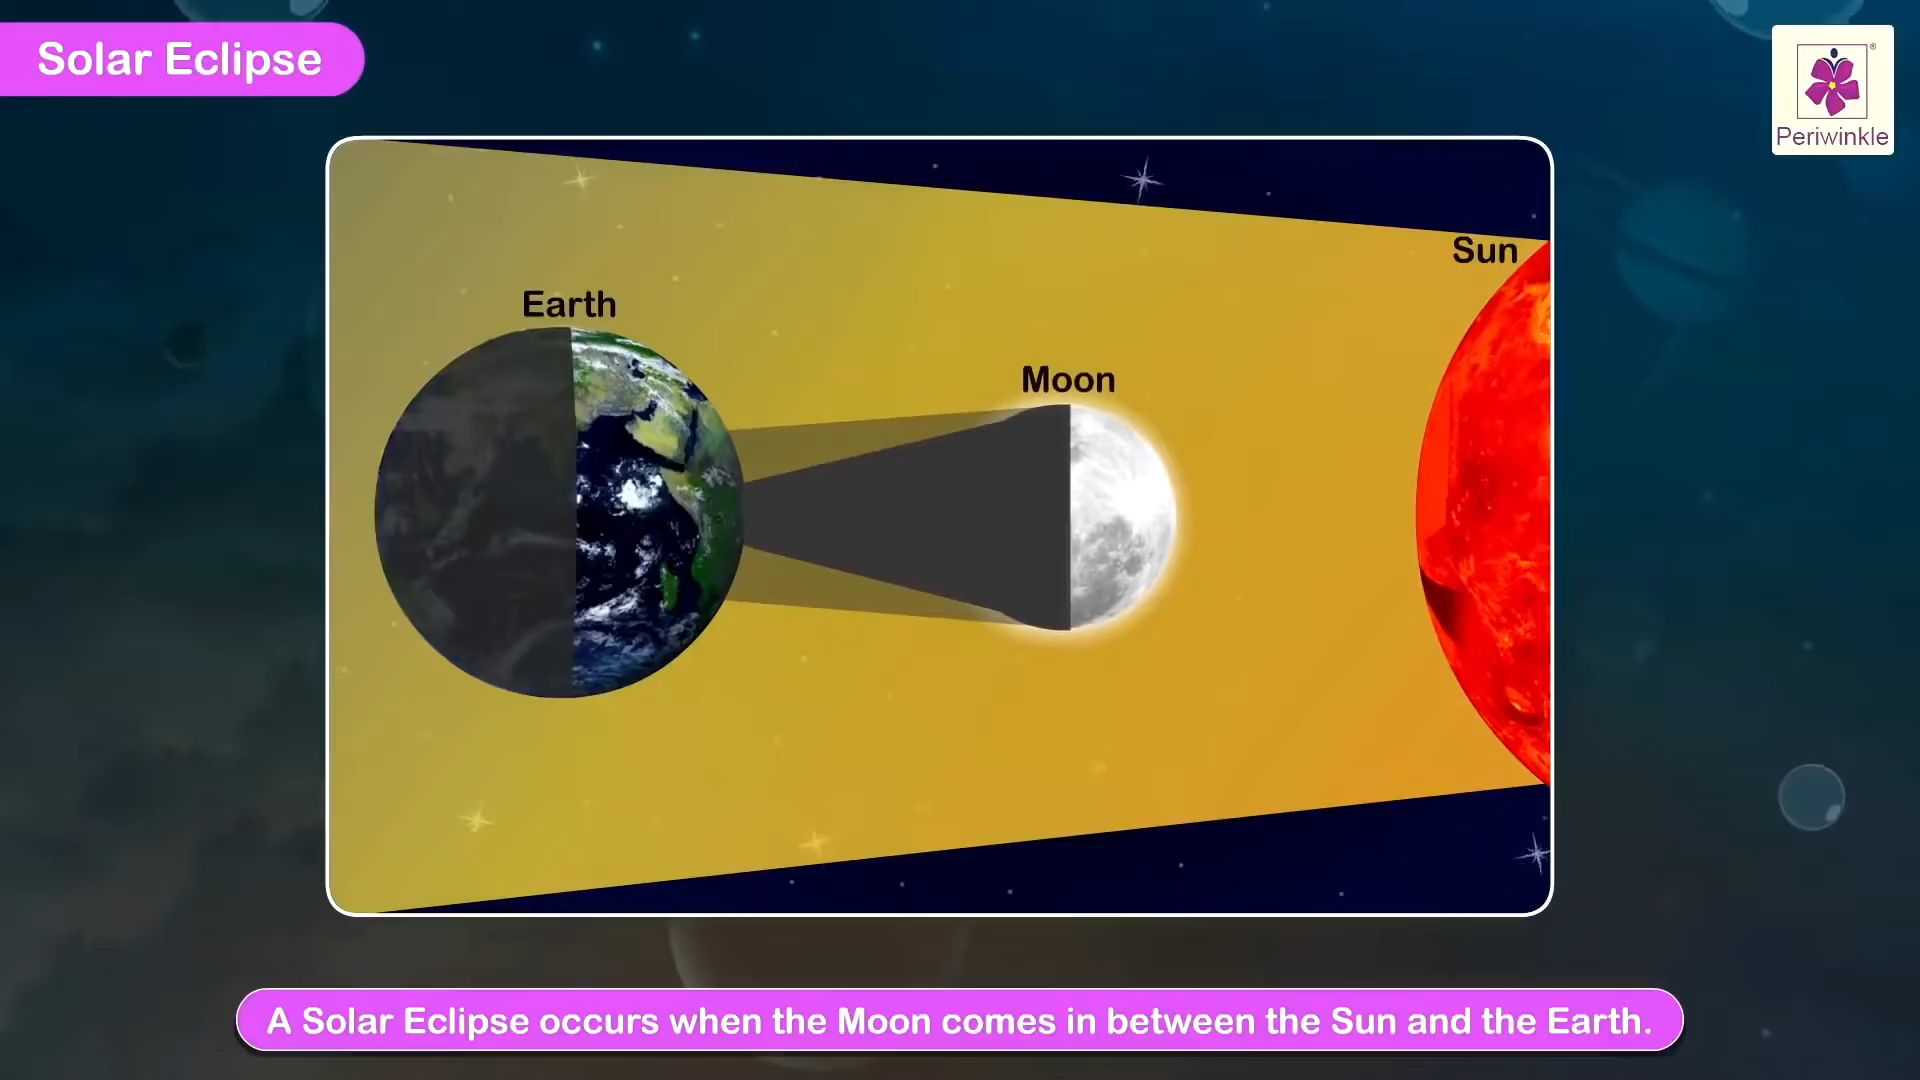 Solar Eclipse
®
Periwinkle
Sun
Earth
Moon
A Solar Eclipse occurs when the Moon comes in between the Sun and the Earth.